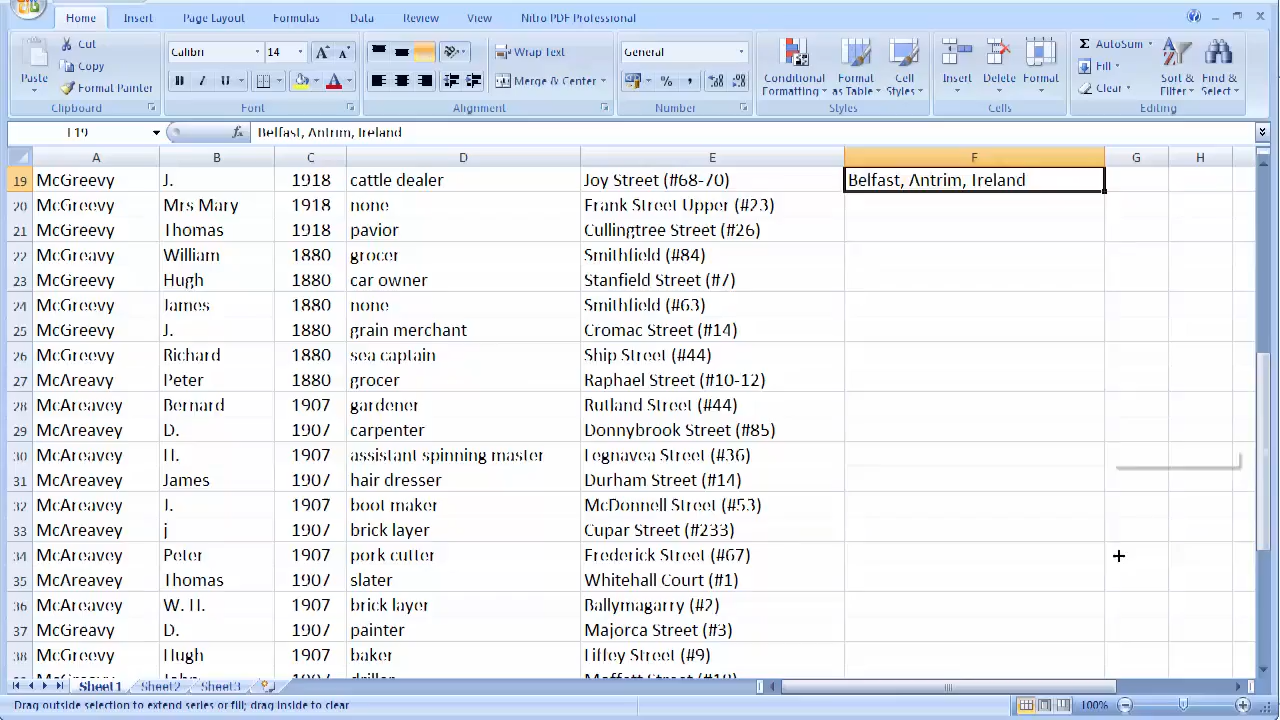 Home Insert Page Layout Formulas Data Review View Nitro PDF Professional
Paste Cut Copy Format Painter Clipboard
Calibri 14 A A B I U A Font
Wrap Text Merge & Center Alignment
General % , Number
Conditional Formatting Format as Table Cell Styles Styles
Insert Delete Format Cells
Σ AutoSum Fill Clear Sort & Filter Find & Select Editing
F19 fx Belfast, Antrim, Ireland
A B C D E F G H
19 McGreevy J. 1918 cattle dealer Joy Street (#68-70) Belfast, Antrim, Ireland
20 McGreevy Mrs Mary 1918 none Frank Street Upper (#23)
21 McGreevy Thomas 1918 pavior Cullingtree Street (#26)
22 McGreavy William 1880 grocer Smithfield (#84)
23 McGreevy Hugh 1880 car owner Stanfield Street (#7)
24 McGreevy James 1880 none Smithfield (#63)
25 McGreevy J. 1880 grain merchant Cromac Street (#14)
26 McGreevy Richard 1880 sea captain Ship Street (#44)
27 McAreavy Peter 1880 grocer Raphael Street (#10-12)
28 McAreavey Bernard 1907 gardener Rutland Street (#44)
29 McAreavey D. 1907 carpenter Donnybrook Street (#85)
30 McAreavey H. 1907 assistant spinning master Legnavea Street (#36)
31 McAreavey James 1907 hair dresser Durham Street (#14)
32 McAreavey J. 1907 boot maker McDonnell Street (#53)
33 McAreavey j 1907 brick layer Cupar Street (#233)
34 McAreavey Peter 1907 pork cutter Frederick Street (#67)
35 McAreavey Thomas 1907 slater Whitehall Court (#1)
36 McAreavey W. H. 1907 brick layer Ballymagarry (#2)
37 McGreavy D. 1907 painter Majorca Street (#3)
38 McGreevy Hugh 1907 baker Liffey Street (#9)
Sheet1 Sheet2 Sheet3
Drag outside selection to extend series or fill; drag inside to clear 100%